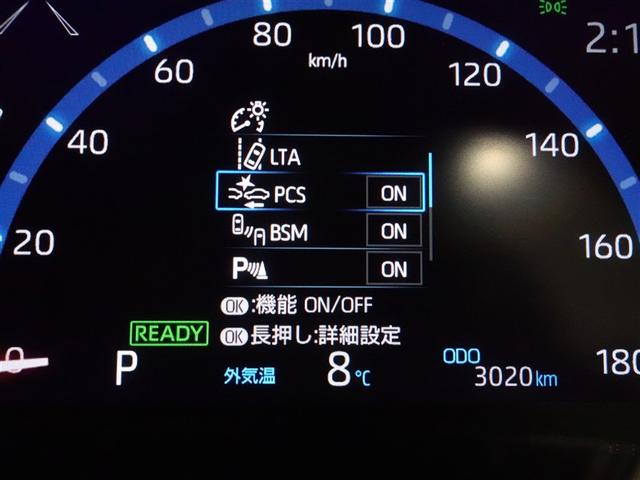 80
100
km/h
60
120
2:1
40
LTA
140
PCS ON
20
BSM ON
160
P ON
OK:機能 ON/OFF
READY
OK長押し:詳細設定
0
P
外気温 8℃
ODO
3020km
180